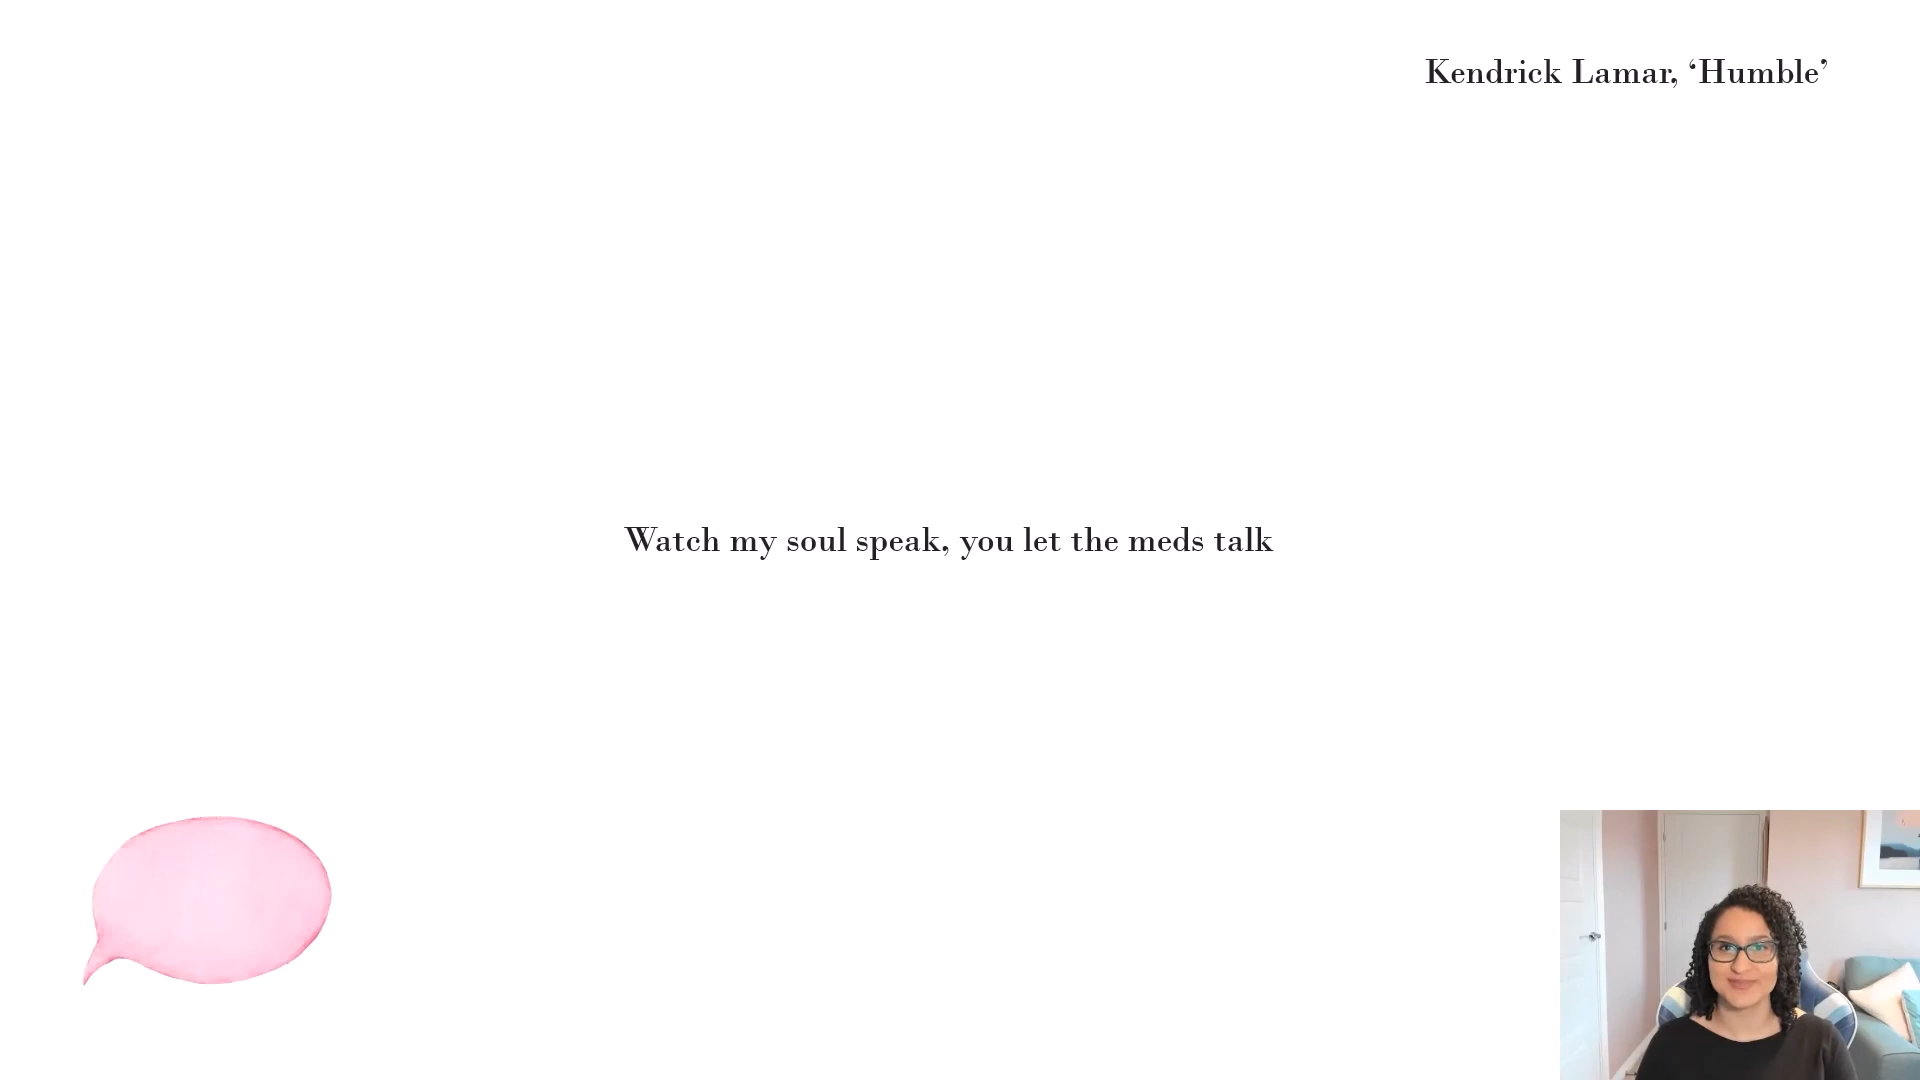 Kendrick Lamar, ‘Humble’
Watch my soul speak, you let the meds talk